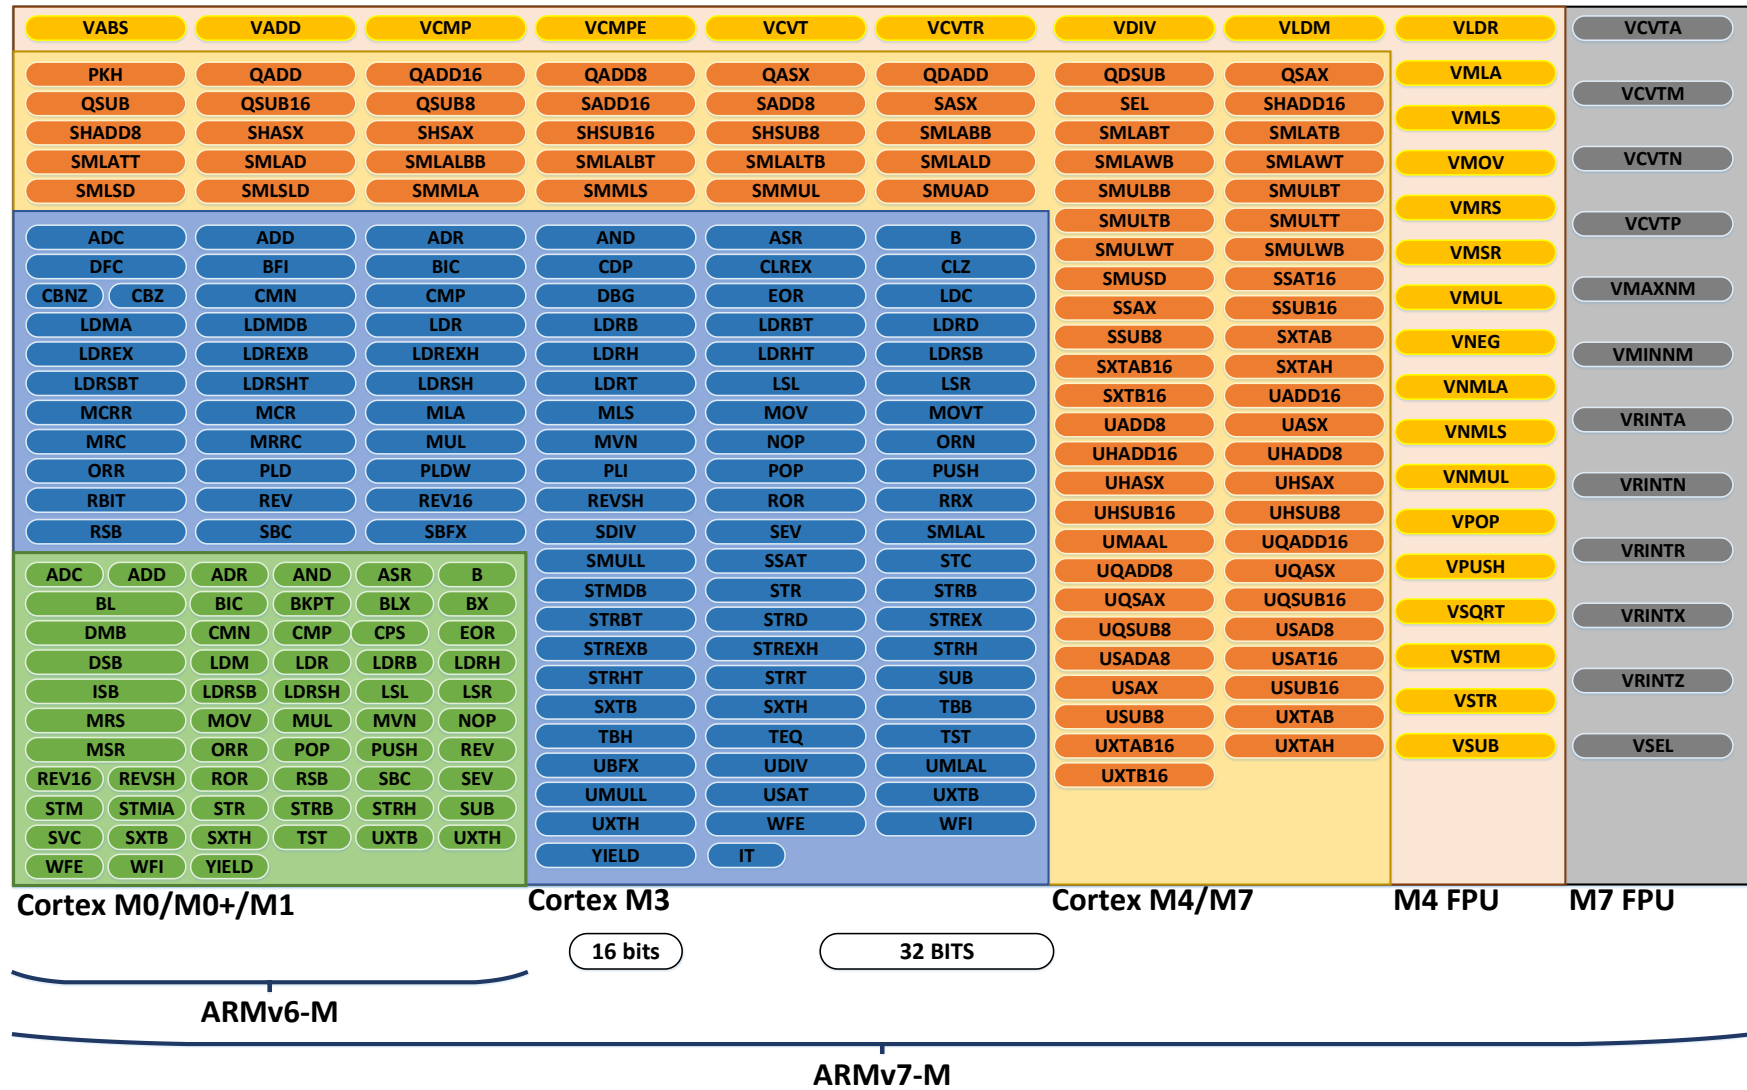 VABS VADD VCMP VCMPE VCVT VCVTR VDIV VLDM VLDR VCVTA
PKH QADD QADD16 QADD8 QASX QDADD QDSUB QSAX VMLA
QSUB QSUB16 QSUB8 SADD16 SADD8 SASX SEL SHADD16 VCVTM
SHADD8 SHASX SHSAX SHSUB16 SHSUB8 SMLABB SMLABT SMLATB VMLS
SMLATT SMLAD SMLALBB SMLALBT SMLALTB SMLALD SMLAWB SMLAWT VMOV VCVTN
SMLSD SMLSLD SMMLA SMMLS SMMUL SMUAD SMULBB SMULBT
SMULTB SMULTT VMRS VCVTP
ADC ADD ADR AND ASR B SMULWT SMULWB VMSR
DFC BFI BIC CDP CLREX CLZ SMUSD SSAT16
CBNZ CBZ CMN CMP DBG EOR LDC SSAX SSUB16 VMUL VMAXNM
LDMA LDMDB LDR LDRB LDRBT LDRD SSUB8 SXTAB VNEG
LDREX LDREXB LDREXH LDRH LDRHT LDRSB SXTAB16 SXTAH VMINNM
LDRSBT LDRSHT LDRSH LDRT LSL LSR SXTB16 UADD16 VNMLA
MCRR MCR MLA MLS MOV MOVT UADD8 UASX VRINTA
MRC MRRC MUL MVN NOP ORN UHADD16 UHADD8 VNMLS
ORR PLD PLDW PLI POP PUSH UHASX UHSAX VNMUL VRINTN
RBIT REV REV16 REVSH ROR RRX UHSUB16 UHSUB8 VPOP
RSB SBC SBFX SDIV SEV SMLAL UMAAL UQADD16 VRINTR
SMULL SSAT STC UQADD8 UQASX VPUSH
ADC ADD ADR AND ASR B STMDB STR STRB UQSAX UQSUB16
BL BIC BKPT BLX BX STRBT STRD STREX UQSUB8 USAD8 VSQRT VRINTX
DMB CMN CMP CPS EOR STREXB STREXH STRH USADA8 USAT16 VSTM
DSB LDM LDR LDRB LDRH STRHT STRT SUB USAX USUB16 VRINTZ
ISB LDRSB LDRSH LSL LSR SXTB SXTH TBB USUB8 UXTAB VSTR
MRS MOV MUL MVN NOP TBH TEQ TST UXTAB16 UXTAH VSUB VSEL
MSR ORR POP PUSH REV UBFX UDIV UMLAL UXTB16
REV16 REVSH ROR RSB SBC SEV UMULL USAT UXTB
STM STMIA STR STRB STRH SUB UXTH WFE WFI
SVC SXTB SXTH TST UXTB UXTH YIELD IT
WFE WFI YIELD
Cortex M0/M0+/M1 Cortex M3 Cortex M4/M7 M4 FPU M7 FPU
16 bits 32 BITS
ARMv6-M
ARMv7-M